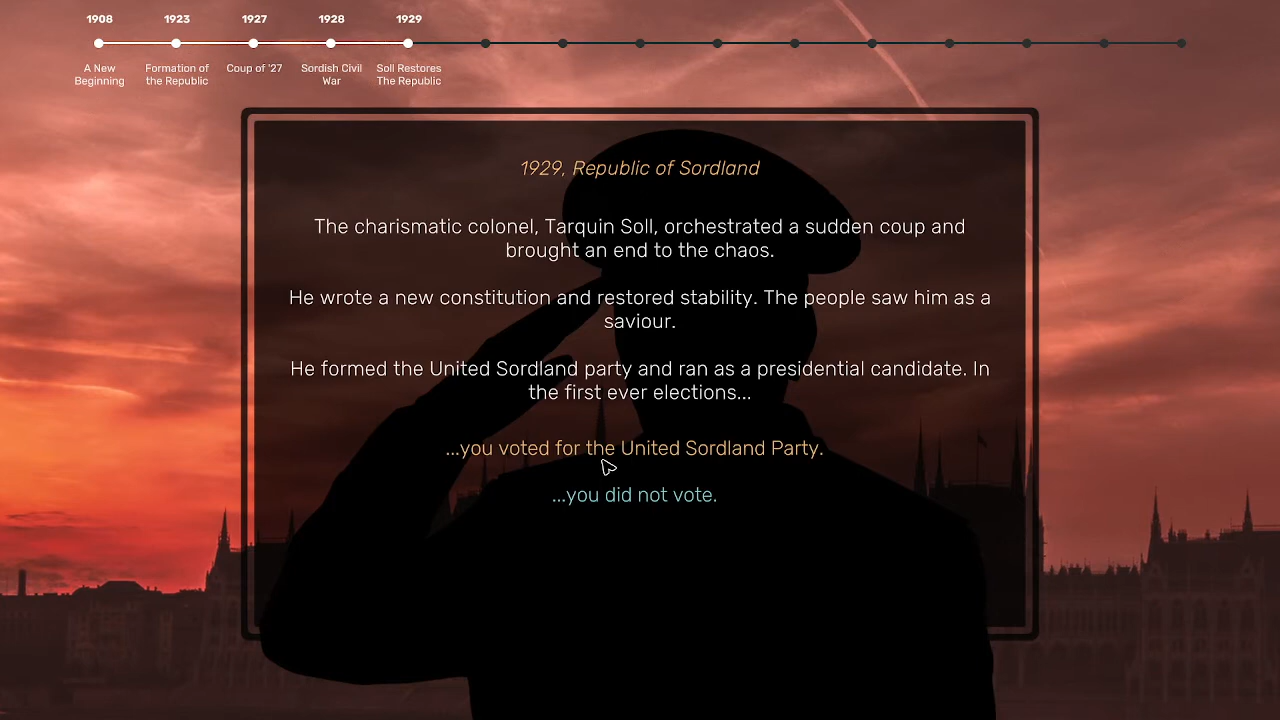 1908
1923
1927
1928
1929
A New
Beginning
Formation of
the Republic
Coup of '27
Sordish Civil
War
Soll Restores
The Republic
1929, Republic of Sordland
The charismatic colonel, Tarquin Soll, orchestrated a sudden coup and
brought an end to the chaos.
He wrote a new constitution and restored stability. The people saw him as a
saviour.
He formed the United Sordland party and ran as a presidential candidate. In
the first ever elections...
...you voted for the United Sordland Party.
...you did not vote.